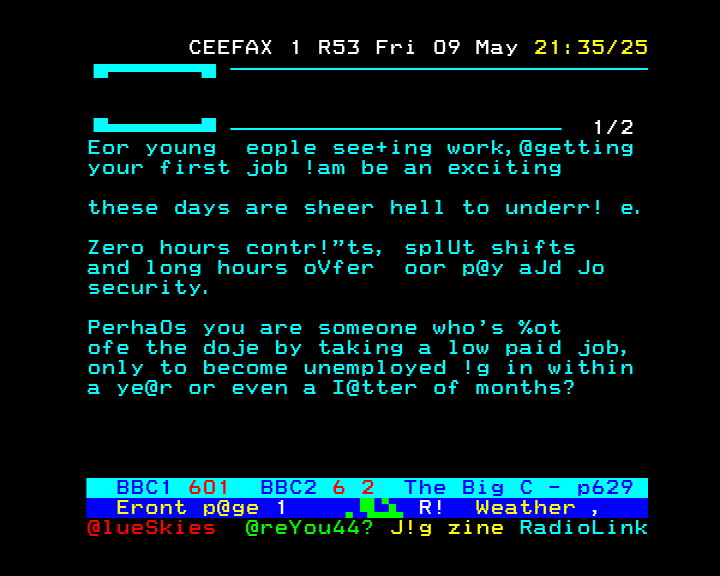 CEEFAX 1 R53 Fri 09 May 21:35/25
1/2
Eor young eople see+ing work,@getting
your first job !am be an exciting
these days are sheer hell to underr! e.
Zero hours contr!”ts, splUt shifts
and long hours oVfer oor p@y aJd Jo
security.
PerhaOs you are someone who's %ot
ofe the doje by taking a low paid job,
only to become unemployed !g in within
a ye@r or even a I@tter of months?
BBC1 601 BBC2 6 2 The Big C - p629
Eront p@ge 1 R! Weather ,
@lueSkies @reYou44? J!g zine RadioLink